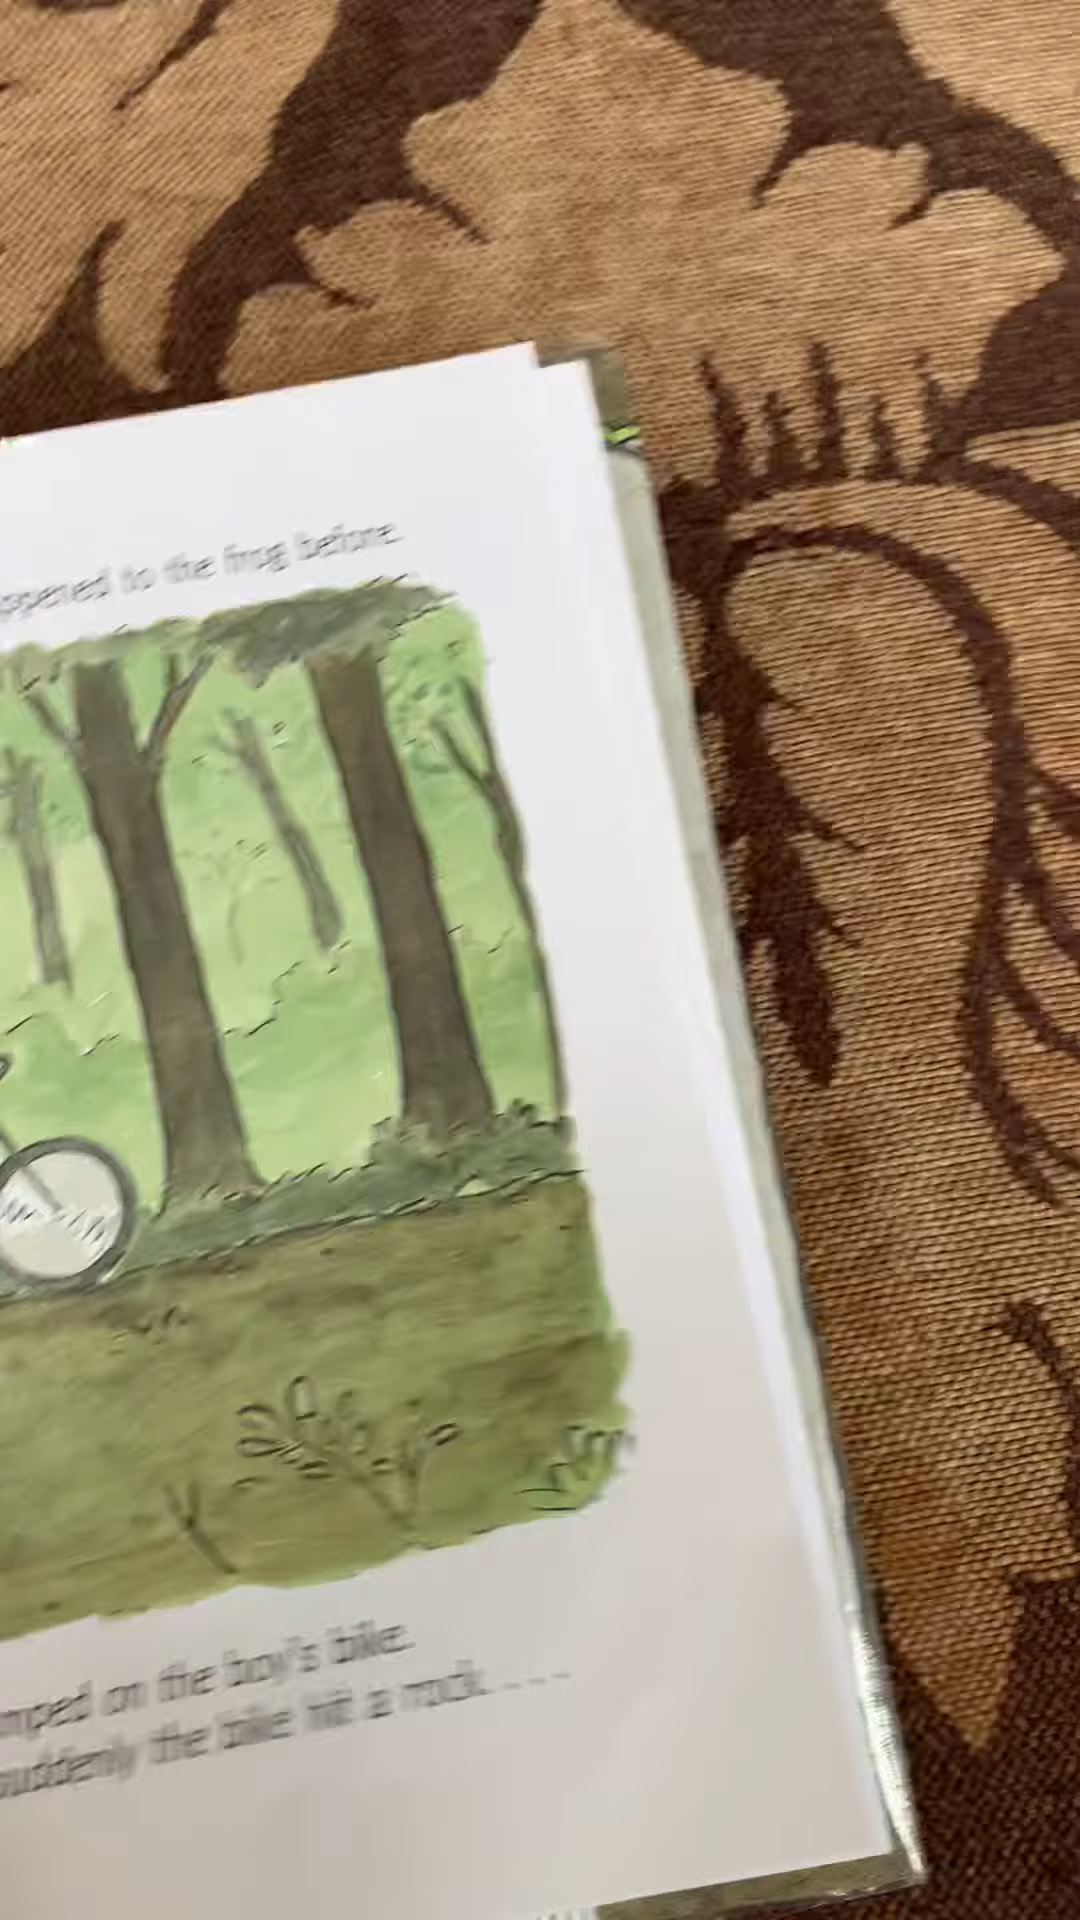 ppened to the frog before.
mped on the boy's bike.
suddenly the bike hit a rock. . . .